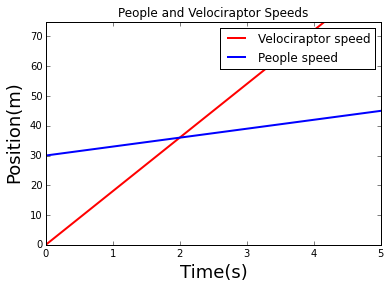 People and Velociraptor Speeds
Velociraptor speed
People speed
Position(m)
70
60
50
40
30
20
10
0
0 1 2 3 4 5
Time(s)